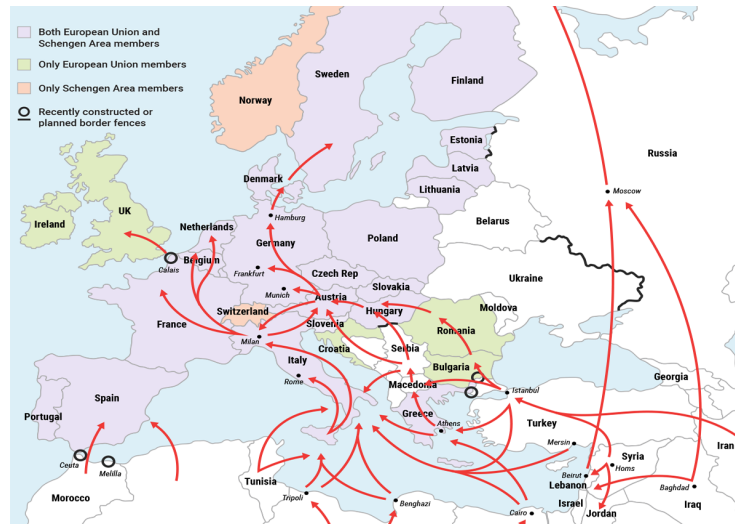 Both European Union and
Schengen Area members
Only European Union members
Only Schengen Area members
Recently constructed or
planned border fences
Sweden
Finland
Norway
Estonia
Russia
Latvia
Denmark
Lithuania
Moscow
Ireland
UK
Netherlands
Hamburg
Belarus
Germany
Poland
Calais
Belgium
Frankfurt
Czech Rep
Ukraine
Munich
Slovakia
Austria
Moldova
France
Switzerland
Hungary
Slovenia
Romania
Milan
Croatia
Serbia
Italy
Bulgaria
Georgia
Rome
Macedonia
Istanbul
Spain
Portugal
Greece
Athens
Turkey
Iran
Mersin
Ceuta
Melilla
Syria
Homs
Beirut
Tunisia
Lebanon
Baghdad
Morocco
Tripoli
Benghazi
Israel
Iraq
Cairo
Jordan